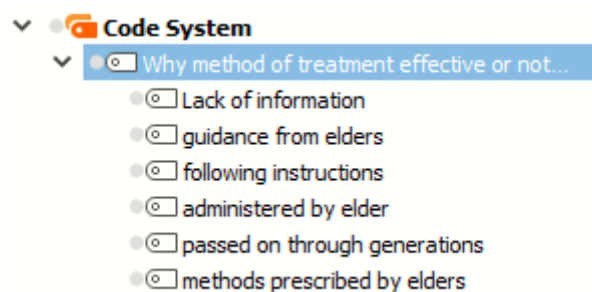 Code System
Why method of treatment effective or not...
Lack of information
guidance from elders
following instructions
administered by elder
passed on through generations
methods prescribed by elders